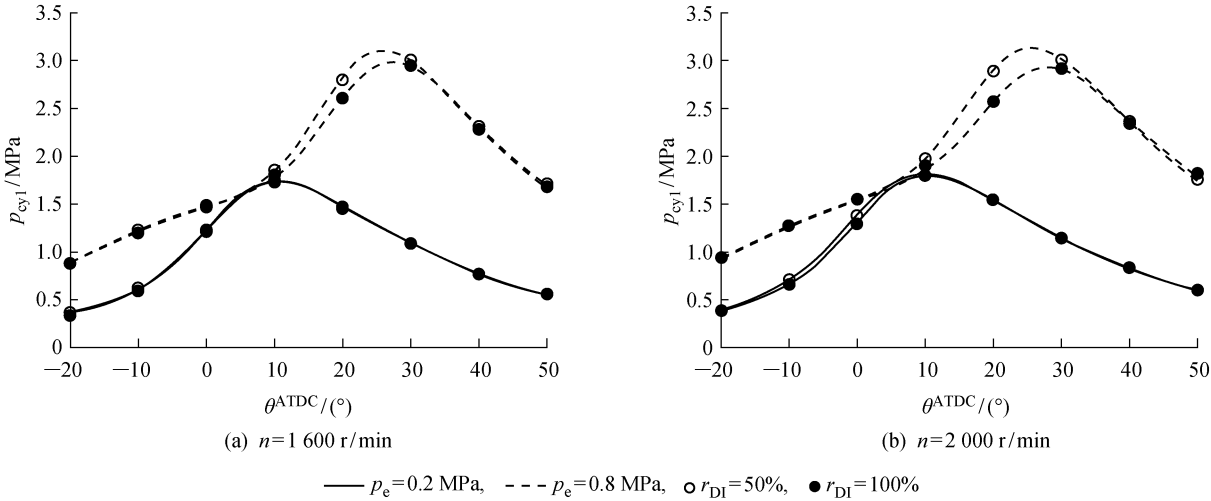 3.5
3.0
2.5
2.0
1.5
1.0
0.5
0
p_cy1/MPa
−20 −10 0 10 20 30 40 50
θ^ATDC/(°)
(a) n=1 600 r/min
3.5
3.0
2.5
2.0
1.5
1.0
0.5
0
p_cy1/MPa
−20 −10 0 10 20 30 40 50
θ^ATDC/(°)
(b) n=2 000 r/min
p_e=0.2 MPa, p_e=0.8 MPa, r_DI=50%, r_DI=100%